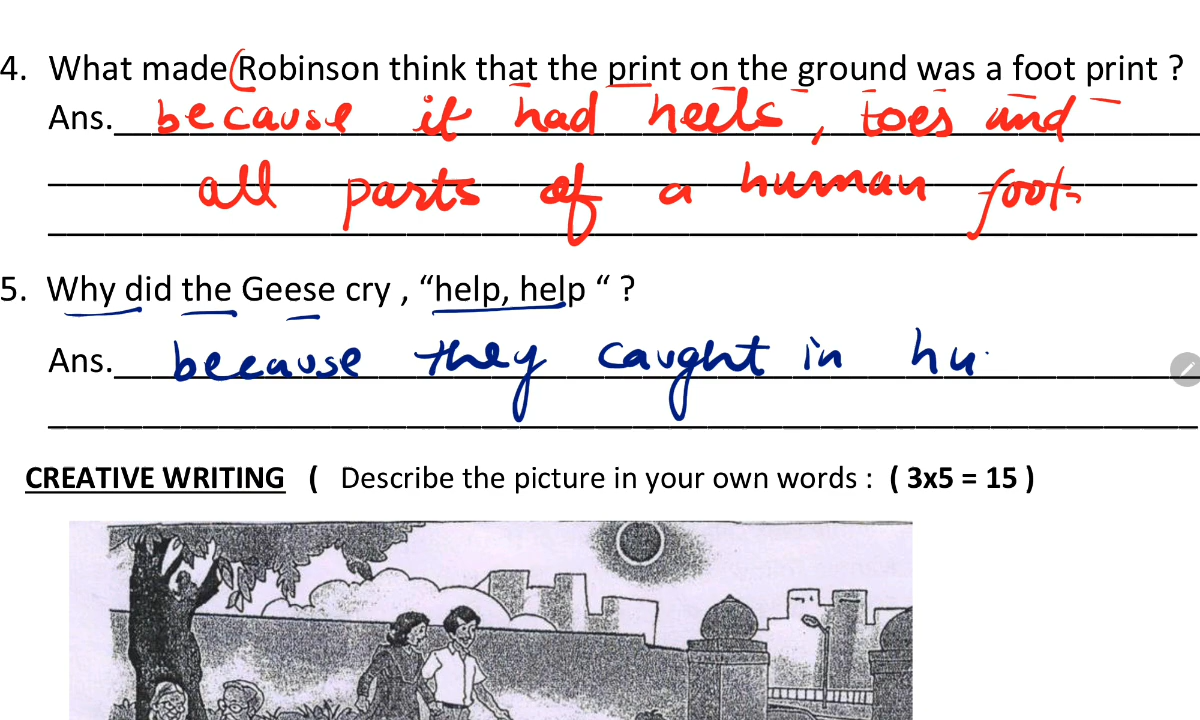 4. What made (Robinson think that the print on the ground was a foot print ?
Ans. because it had heels, toes and
all parts of a human foot.
5. Why did the Geese cry , “help, help “ ?
Ans. because they caught in hu
CREATIVE WRITING ( Describe the picture in your own words : ( 3x5 = 15 )